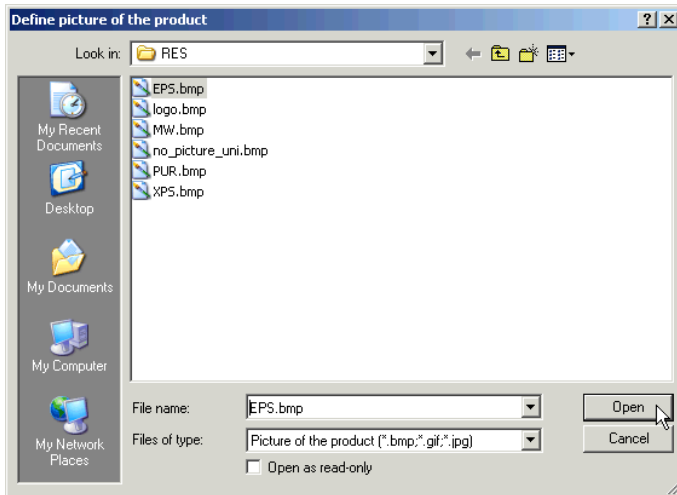 Define picture of the product
Look in:
RES
My Recent
Documents
Desktop
My Documents
My Computer
My Network
Places
EPS.bmp
logo.bmp
MW.bmp
no_picture_uni.bmp
PUR.bmp
XPS.bmp
File name:
EPS.bmp
Open
Files of type:
Picture of the product (*.bmp;*.gif;*.jpg)
Cancel
Open as read-only